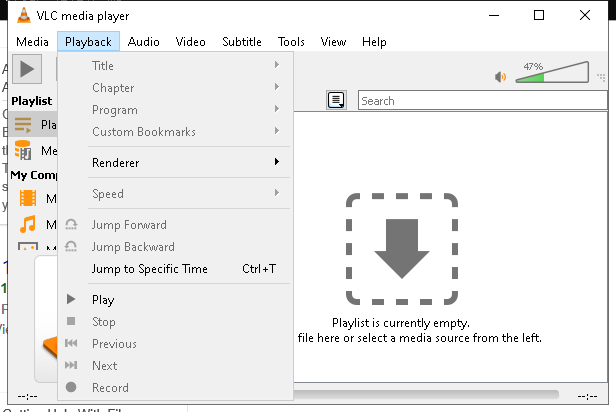 VLC media player
Media Playback Audio Video Subtitle Tools View Help
47%
Title
Chapter
Program
Custom Bookmarks
Renderer
Speed
Jump Forward
Jump Backward
Jump to Specific Time Ctrl+T
Play
Stop
Previous
Next
Record
Playlist
Pla
Me
My Comp
M
M
M
Search
Playlist is currently empty.
file here or select a media source from the left.
--:--
--:--